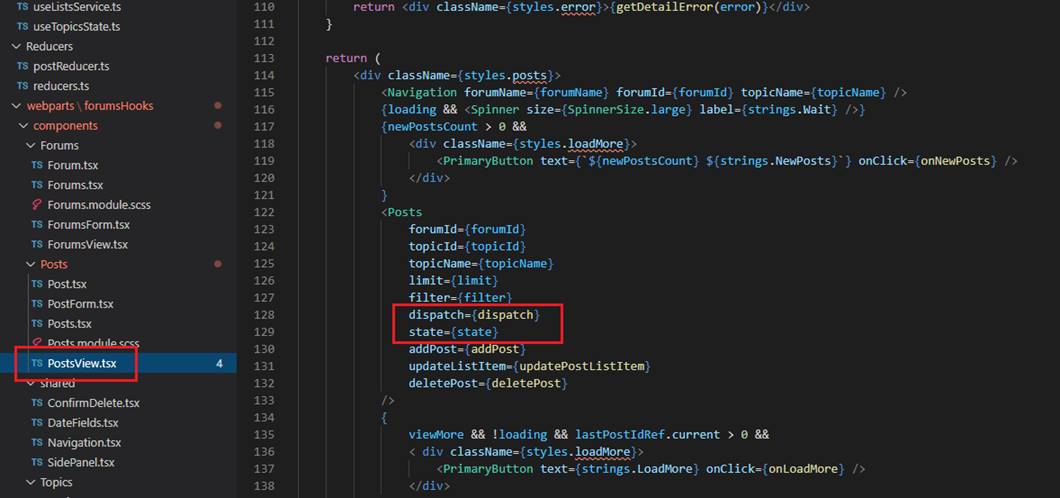 TS useListsService.ts
TS useTopicsState.ts
Reducers
TS postReducer.ts
TS reducers.ts
webparts \ forumsHooks
components
Forums
TS Forum.tsx
TS Forums.tsx
Forums.module.scss
TS ForumsForm.tsx
TS ForumsView.tsx
Posts
TS Post.tsx
TS PostForm.tsx
TS Posts.tsx
Posts.module.scss
TS PostsView.tsx 4
shared
TS ConfirmDelete.tsx
TS DateFields.tsx
TS Navigation.tsx
TS SidePanel.tsx
Topics
110 return <div className={styles.error}>{getDetailError(error)}</div>
111 }
112
113 return (
114 <div className={styles.posts}>
115 <Navigation forumName={forumName} forumId={forumId} topicName={topicName} />
116 {loading && <Spinner size={SpinnerSize.large} label={strings.Wait} />}
117 {newPostsCount > 0 &&
118 <div className={styles.loadMore}>
119 <PrimaryButton text={`${newPostsCount} ${strings.NewPosts}`} onClick={onNewPosts} />
120 </div>
121 }
122 <Posts
123 forumId={forumId}
124 topicId={topicId}
125 topicName={topicName}
126 limit={limit}
127 filter={filter}
128 dispatch={dispatch}
129 state={state}
130 addPost={addPost}
131 updateListItem={updatePostListItem}
132 deletePost={deletePost}
133 />
134 {
135 viewMore && !loading && lastPostIdRef.current > 0 &&
136 < div className={styles.loadMore}>
137 <PrimaryButton text={strings.LoadMore} onClick={onLoadMore} />
138 </div>